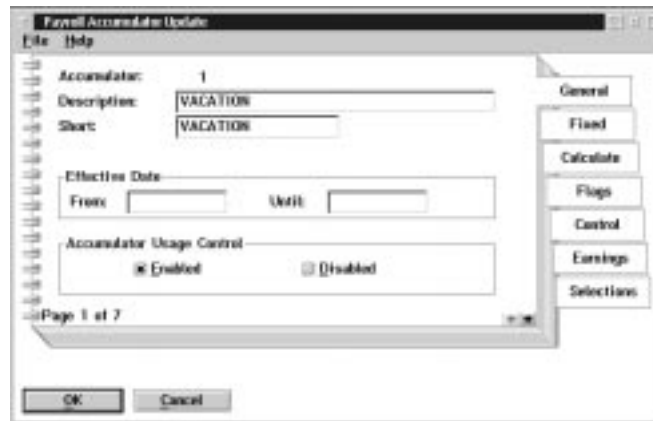 Payroll Accumulator Update
File Help
Accumulator: 1
Description: VACATION
Short: VACATION
Effective Date
From: Until:
Accumulator Usage Control
Enabled Disabled
Page 1 of 7
General
Fixed
Calculate
Flags
Control
Earnings
Selections
OK Cancel